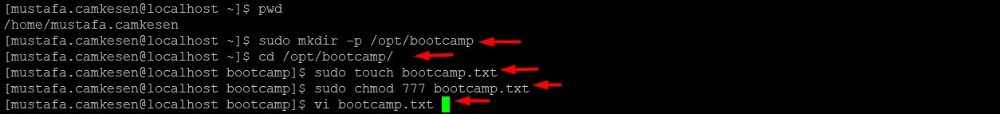 [mustafa.camkesen@localhost ~]$ pwd
/home/mustafa.camkesen
[mustafa.camkesen@localhost ~]$ sudo mkdir -p /opt/bootcamp
[mustafa.camkesen@localhost ~]$ cd /opt/bootcamp/
[mustafa.camkesen@localhost bootcamp]$ sudo touch bootcamp.txt
[mustafa.camkesen@localhost bootcamp]$ sudo chmod 777 bootcamp.txt
[mustafa.camkesen@localhost bootcamp]$ vi bootcamp.txt